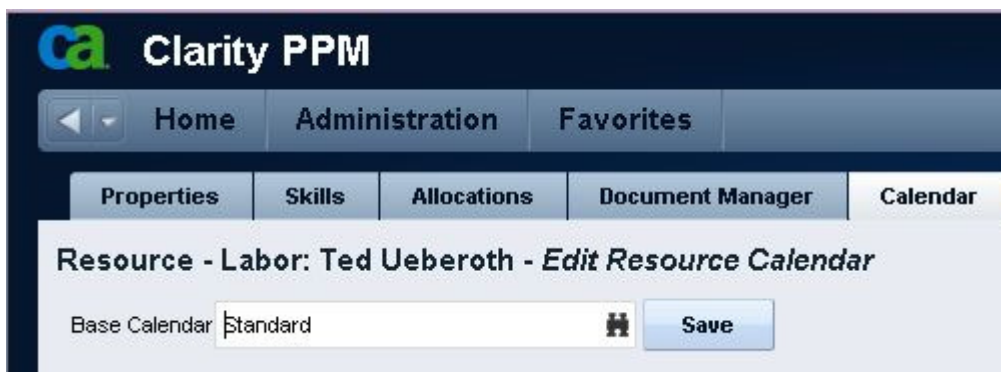 ca Clarity PPM
Home Administration Favorites
Properties Skills Allocations Document Manager Calendar
Resource - Labor: Ted Ueberoth - Edit Resource Calendar
Base Calendar Standard Save